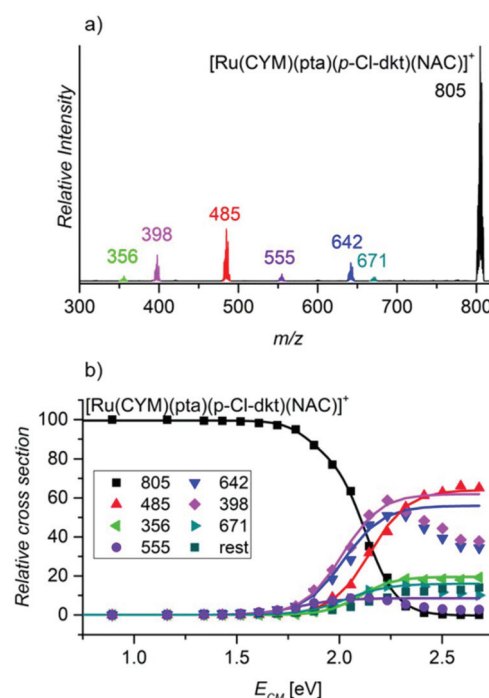 a)
[Ru(CYM)(pta)(p-Cl-dkt)(NAC)]+
805
Relative Intensity
485
398
642
356
555
671
300 400 500 600 700 800
m/z
b)
[Ru(CYM)(pta)(p-Cl-dkt)(NAC)]+
Relative cross section
100
80
60
40
20
0
805 642
485 398
356 671
555 rest
1.0 1.5 2.0 2.5
ECM [eV]